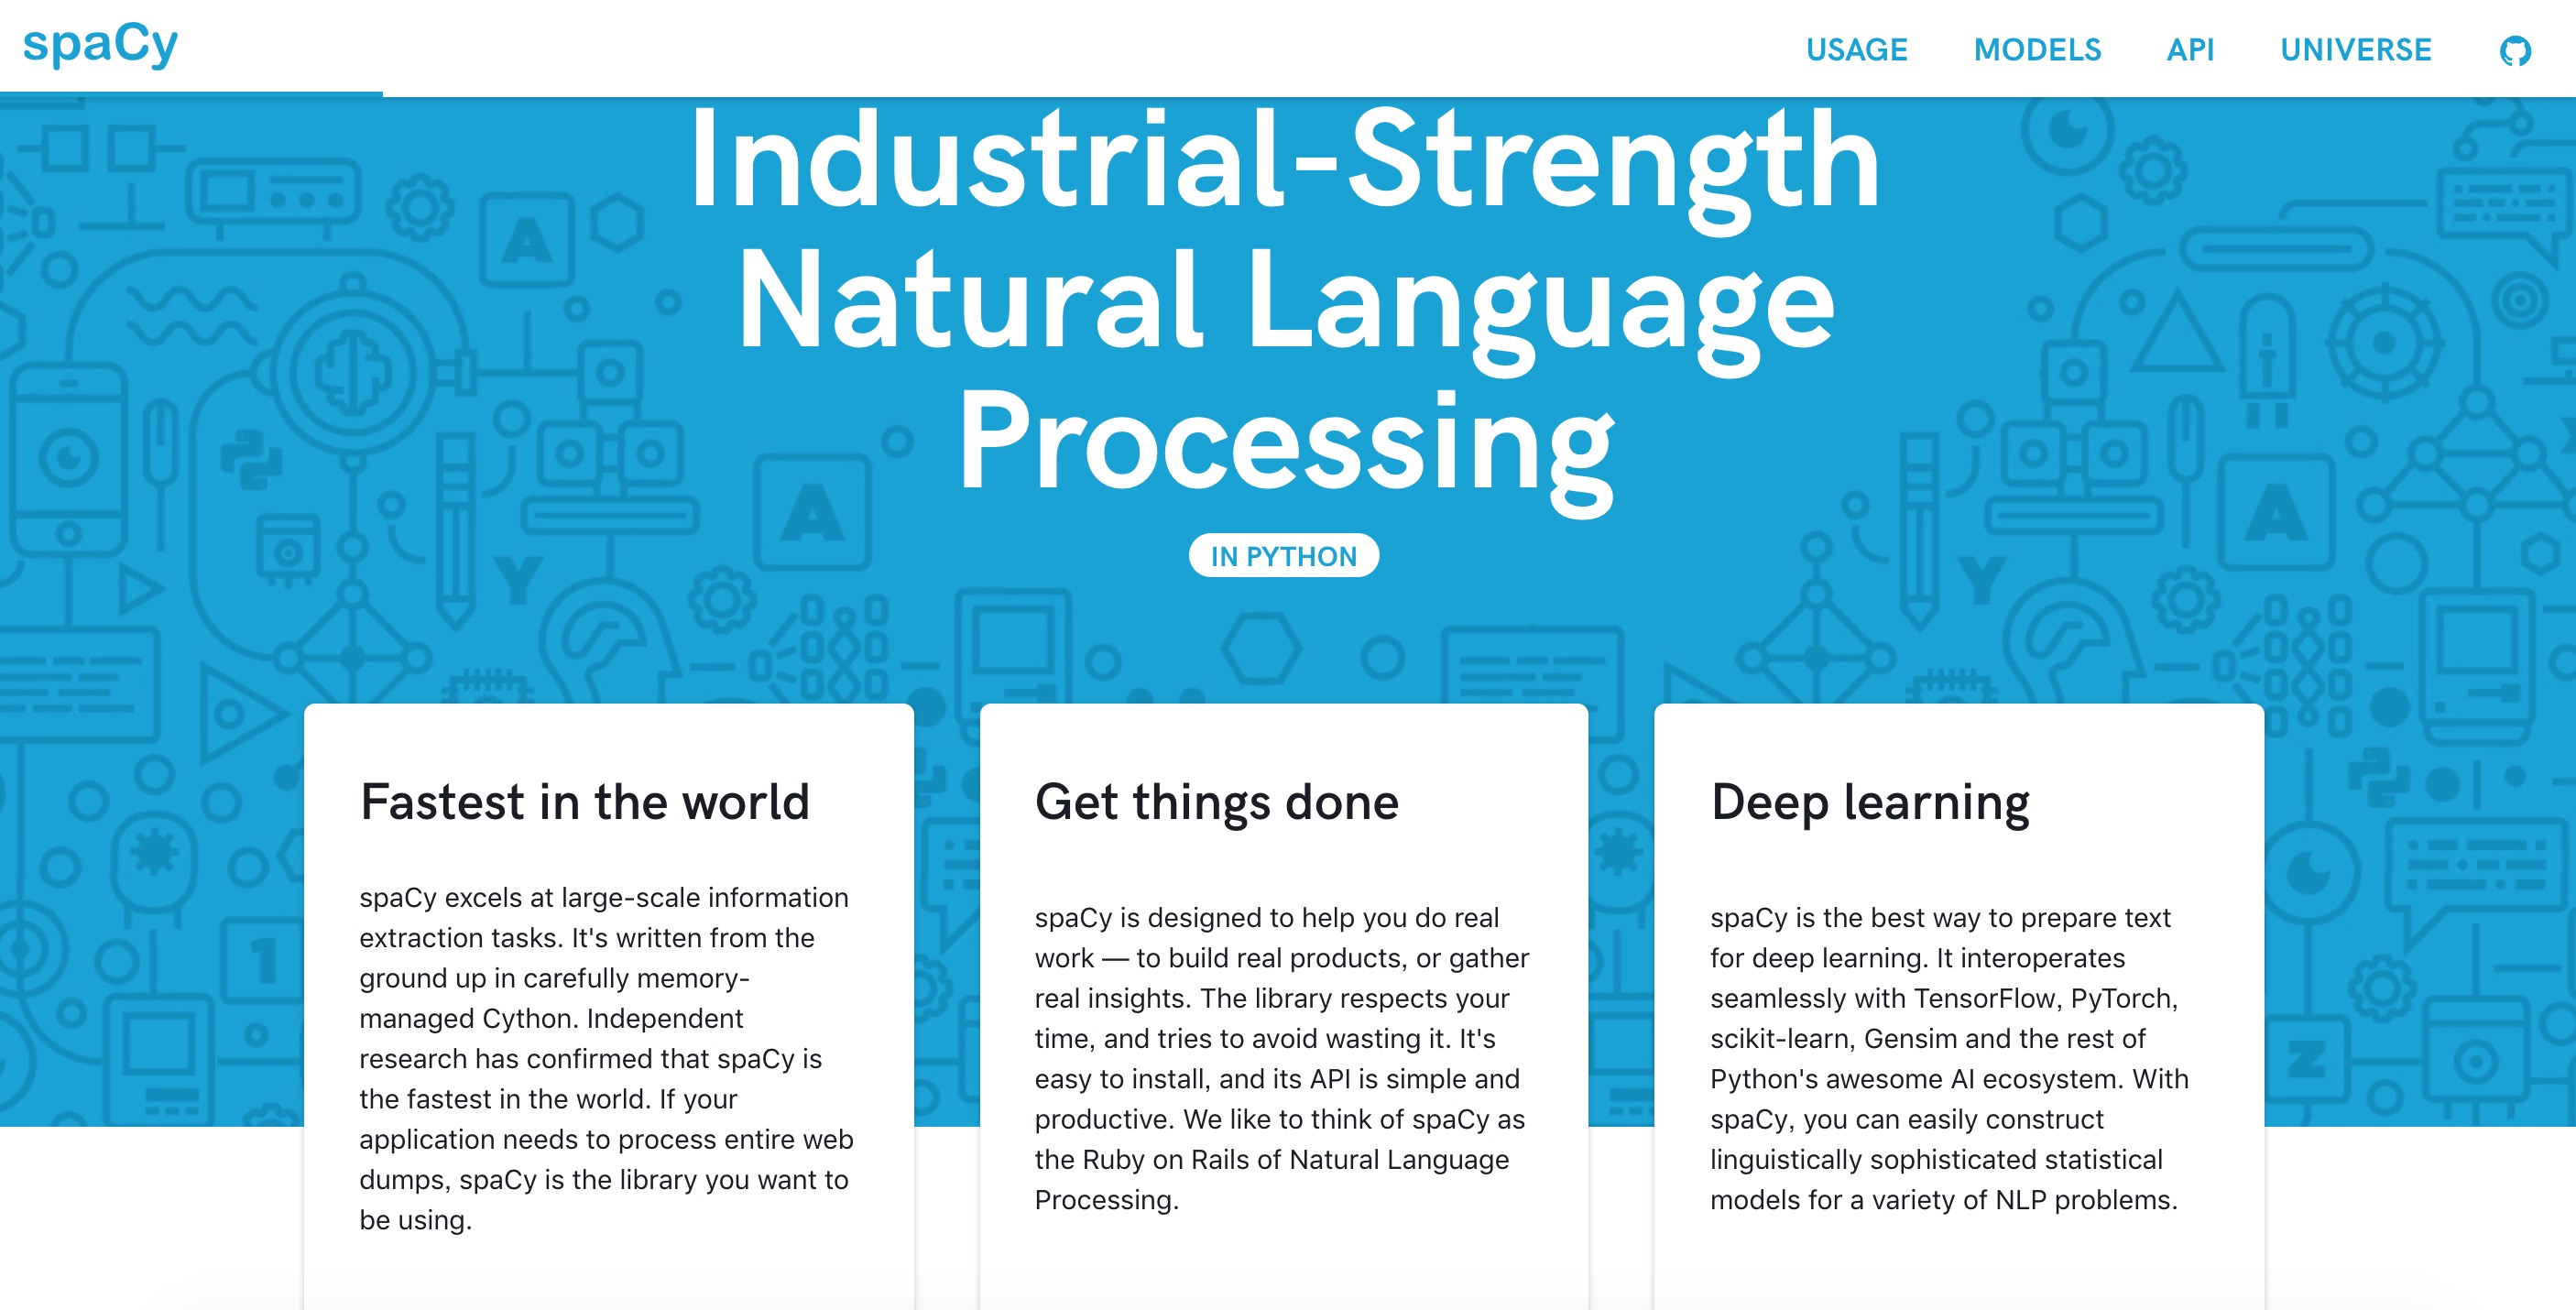 spaCy
USAGE MODELS API UNIVERSE
Industrial-Strength
Natural Language
Processing
IN PYTHON
A
A
Y
Y
A
1
Z
Fastest in the world
spaCy excels at large-scale information
extraction tasks. It's written from the
ground up in carefully memory-
managed Cython. Independent
research has confirmed that spaCy is
the fastest in the world. If your
application needs to process entire web
dumps, spaCy is the library you want to
be using.
Get things done
spaCy is designed to help you do real
work — to build real products, or gather
real insights. The library respects your
time, and tries to avoid wasting it. It's
easy to install, and its API is simple and
productive. We like to think of spaCy as
the Ruby on Rails of Natural Language
Processing.
Deep learning
spaCy is the best way to prepare text
for deep learning. It interoperates
seamlessly with TensorFlow, PyTorch,
scikit-learn, Gensim and the rest of
Python's awesome AI ecosystem. With
spaCy, you can easily construct
linguistically sophisticated statistical
models for a variety of NLP problems.